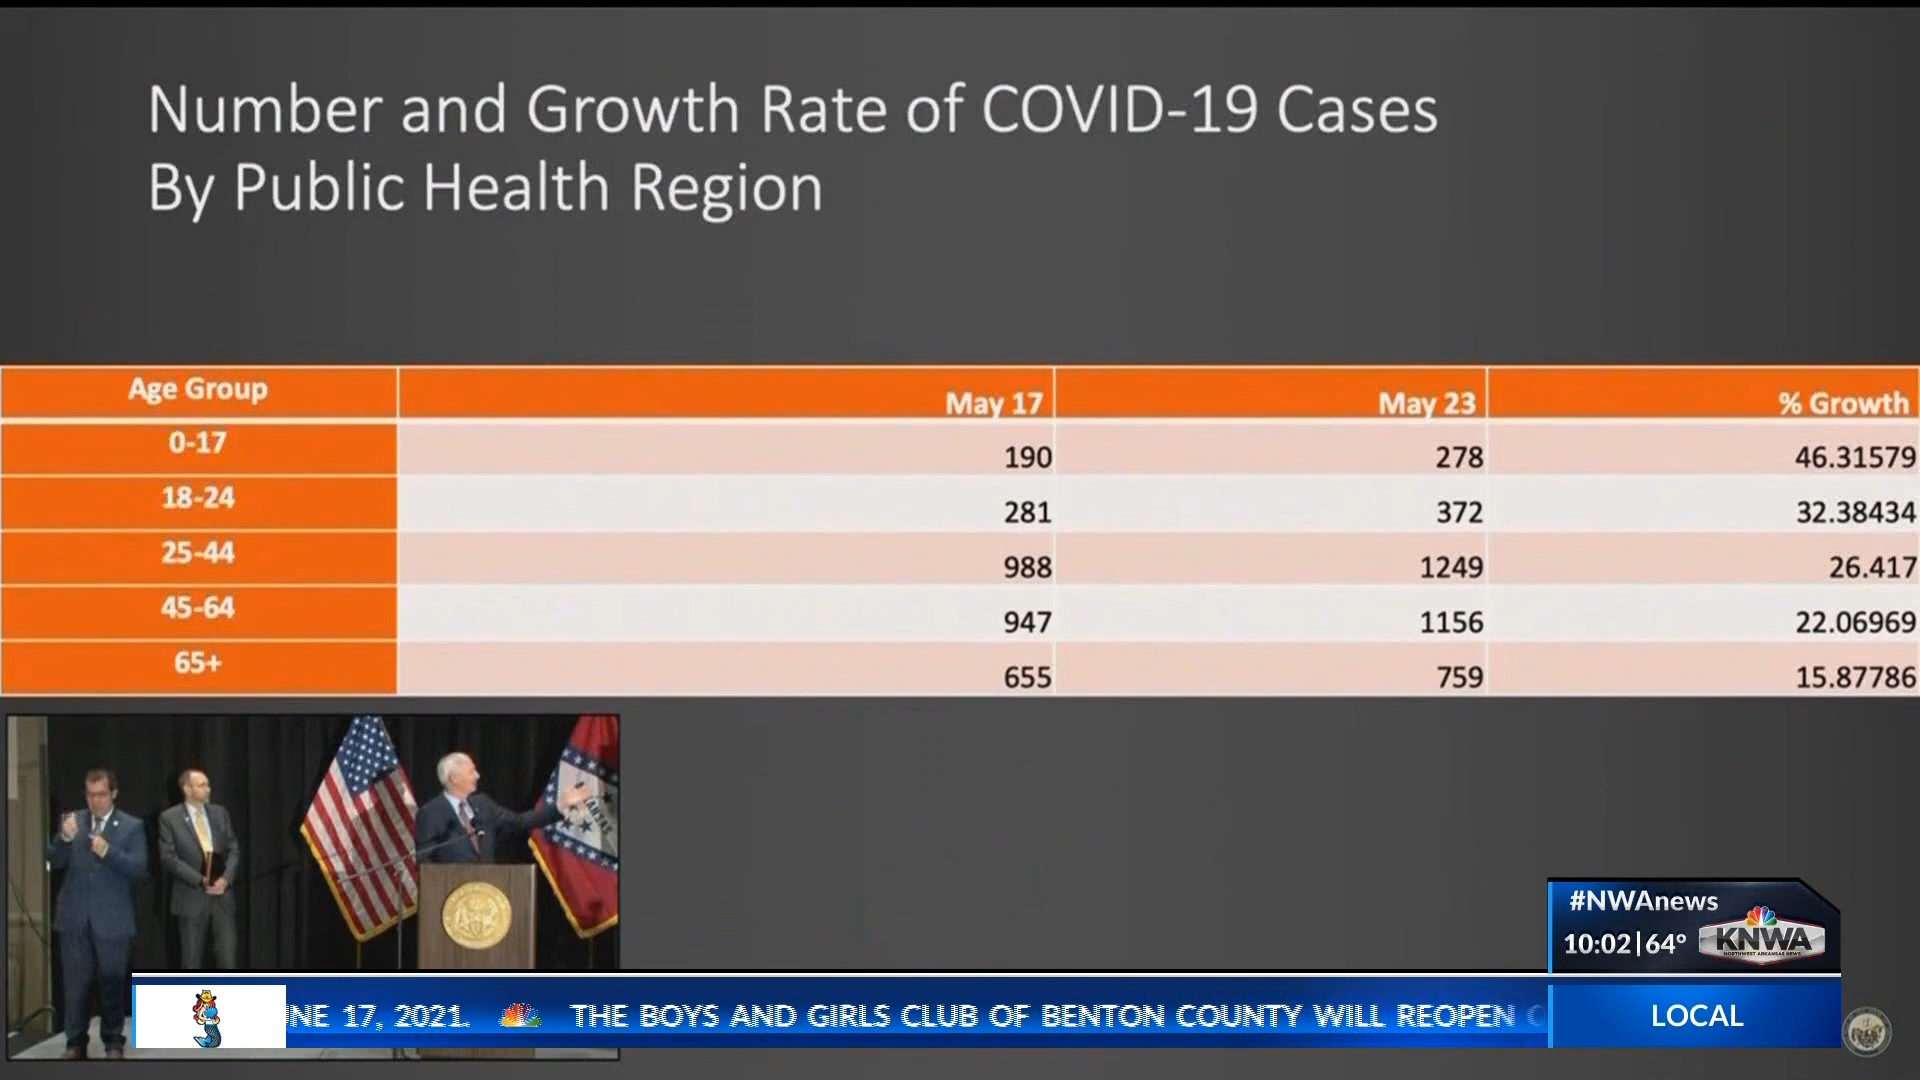 Number and Growth Rate of COVID-19 Cases
By Public Health Region
Age Group May 17 May 23 % Growth
0-17 190 278 46.31579
18-24 281 372 32.38434
25-44 988 1249 26.417
45-64 947 1156 22.06969
65+ 655 759 15.87786
#NWAnews
10:02|64°
KNWA
NORTHWEST ARKANSAS NEWS
NE 17, 2021. THE BOYS AND GIRLS CLUB OF BENTON COUNTY WILL REOPEN
LOCAL